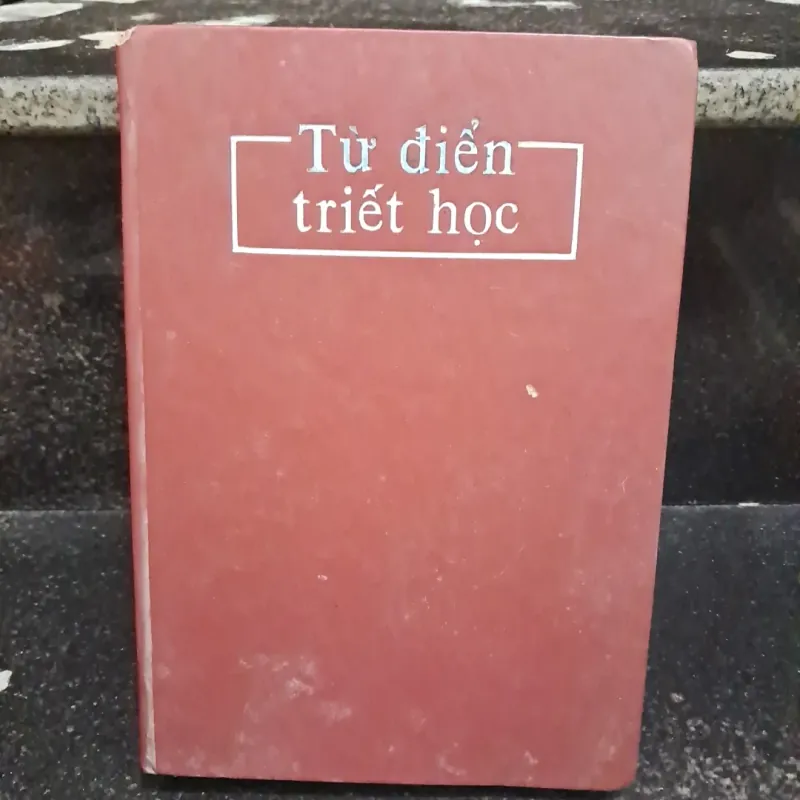 Từ điển
triết học